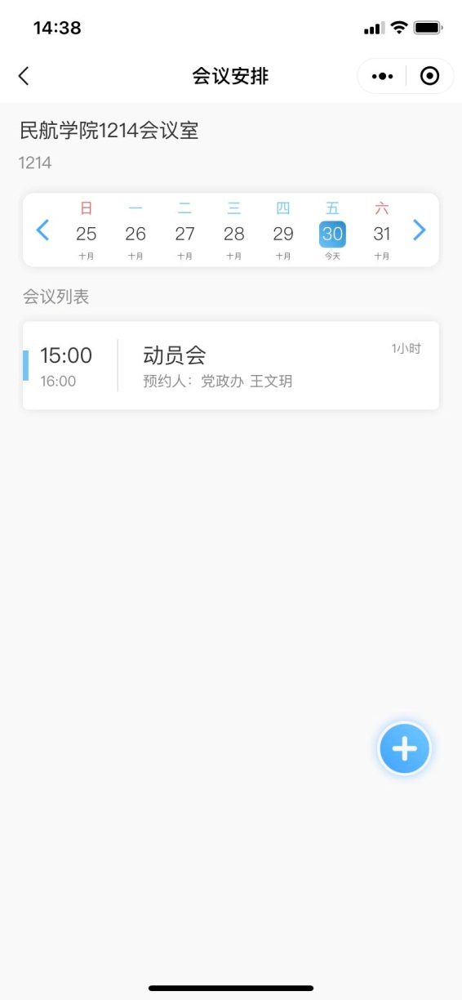 14:38
会议安排
民航学院1214会议室
1214
日 一 二 三 四 五 六
25 26 27 28 29 30 31
十月 十月 十月 十月 十月 今天 十月
会议列表
15:00 动员会 1小时
16:00 预约人：党政办 王文玥